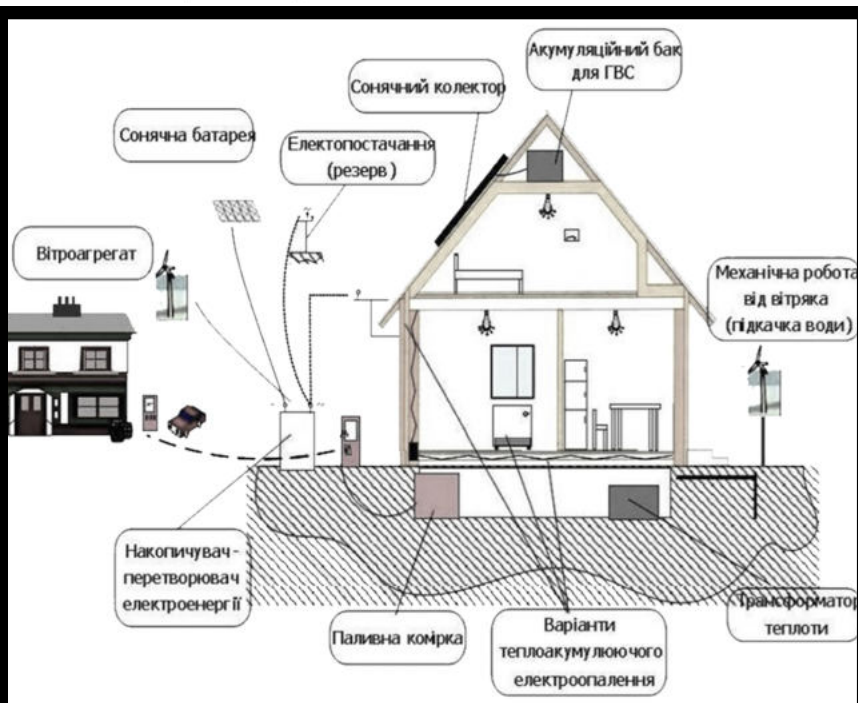 Акумуляційний бак
для ГВС
Сонячний колектор
Сонячна батарея
Електопостачання
(резерв)
Вітроагрегат
Механічна робота
від вітряка
(підкачка води)
Накопичувач -
перетворювач
електроенергії
Паливна комірка
Варіанти
теплоакумулюючого
електроопалення
Трансформатор
теплоти